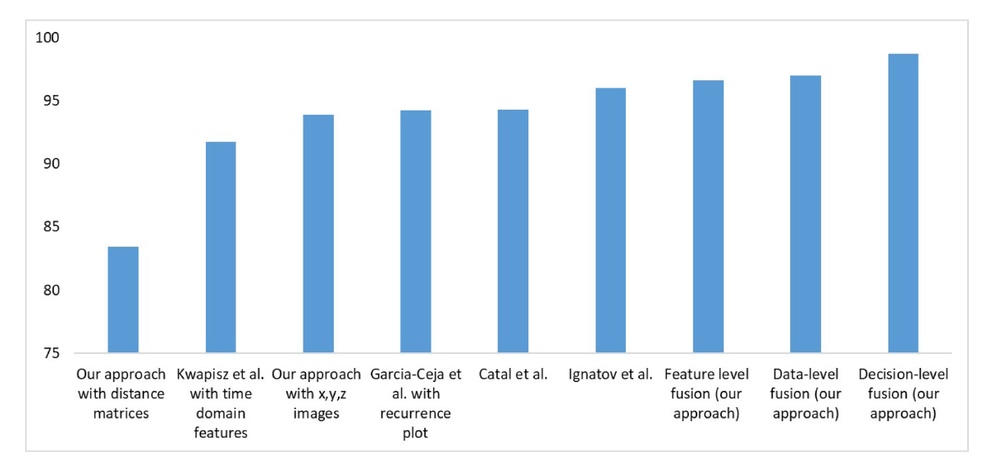 100
95
90
85
80
75
Our approach
with distance
matrices
Kwapisz et al.
with time
domain
features
Our approach
with x,y,z
images
Garcia-Ceja et
al. with
recurrence
plot
Catal et al.
Ignatov et al.
Feature level
fusion (our
approach)
Data-level
fusion (our
approach)
Decision-level
fusion (our
approach)